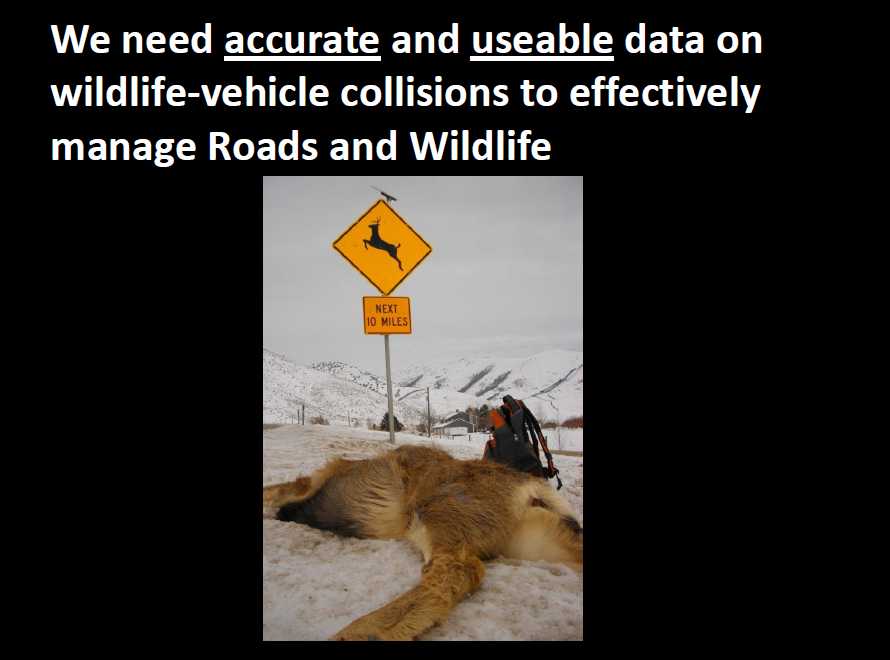 We need accurate and useable data on
wildlife-vehicle collisions to effectively
manage Roads and Wildlife
NEXT
10 MILES